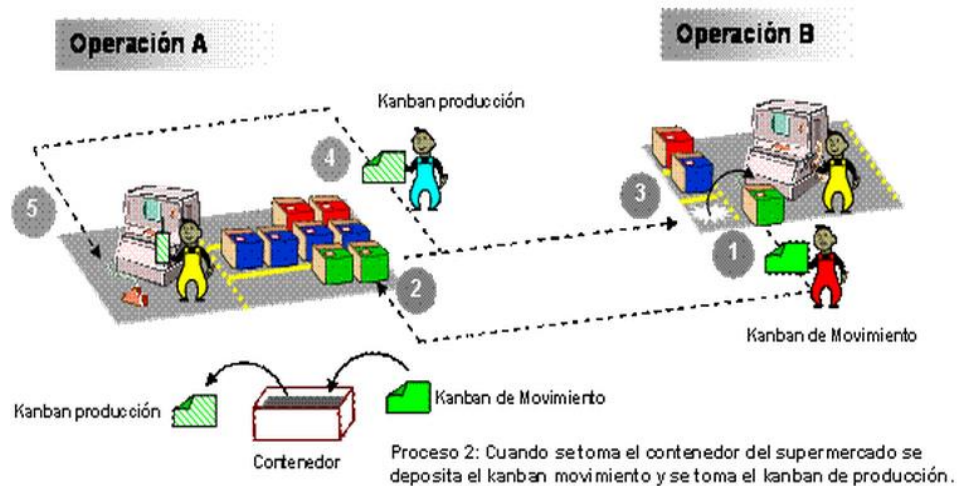 Operación A
Operación B
Kanban producción
4
5
3
1
2
Kanban de Movimiento
Kanban producción
Kanban de Movimiento
Contenedor
Proceso 2: Cuando se toma el contenedor del supermercado se
deposita el kanban movimiento y se toma el kanban de producción.